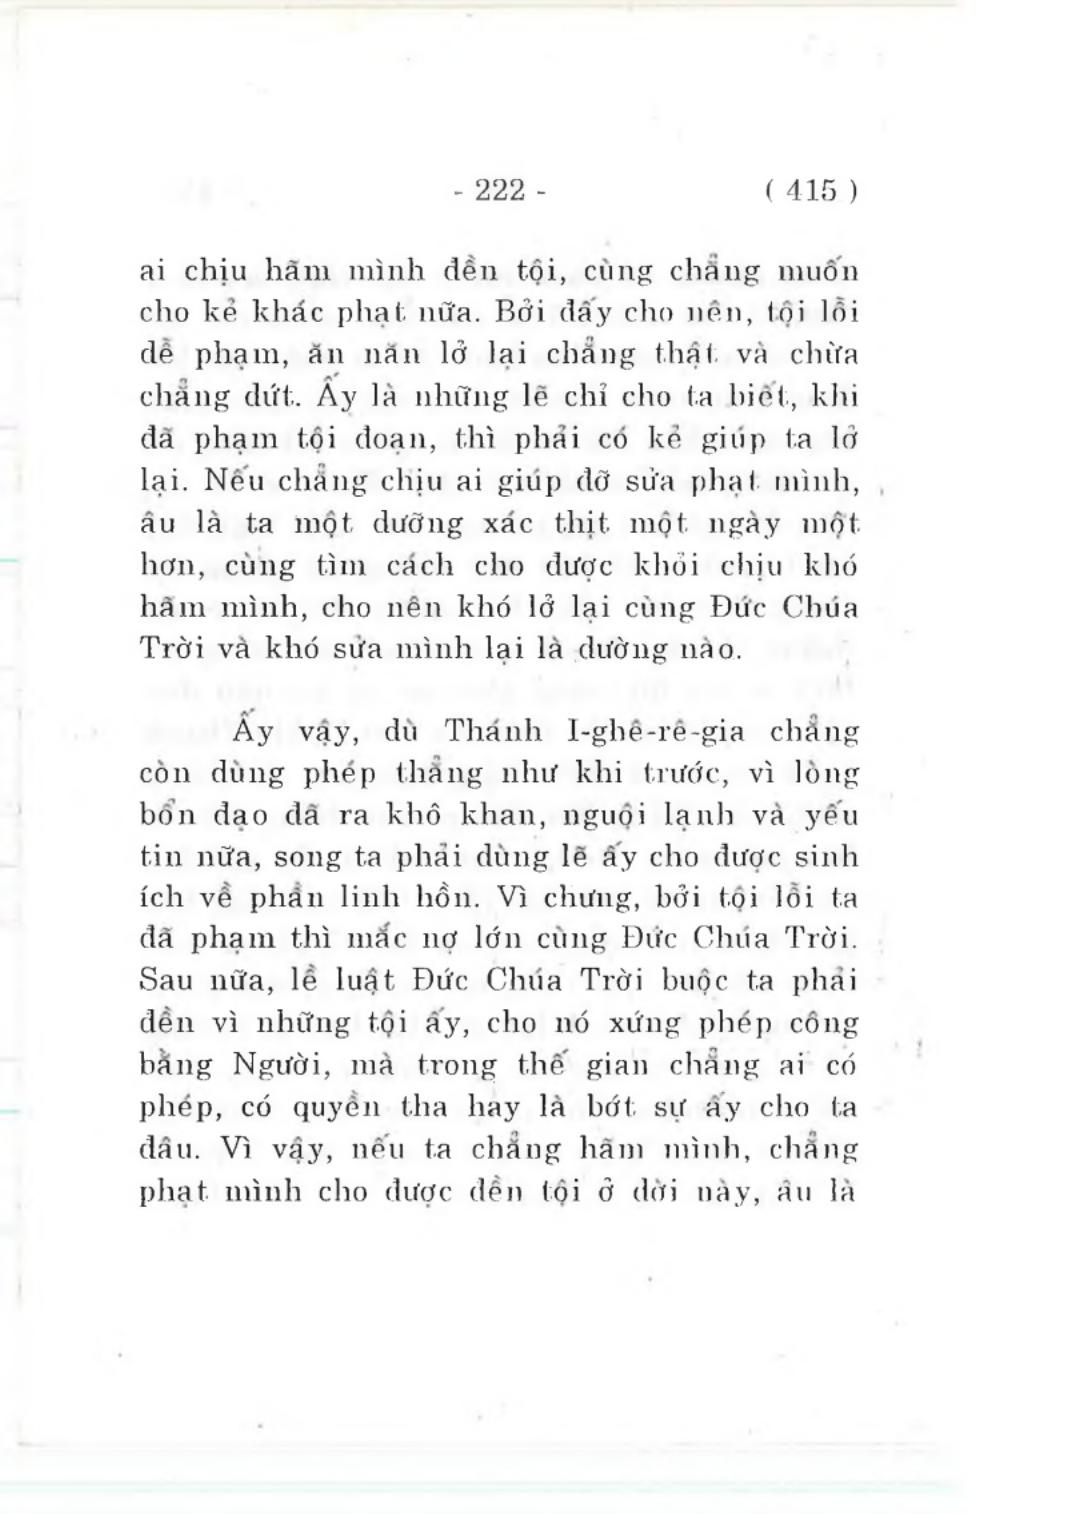 - 222 - ( 415 )
ai chịu hãm mình đền tội, cùng chẳng muốn
cho kẻ khác phạt nữa. Bởi đấy cho nên, tội lỗi
dễ phạm, ăn năn lở lại chẳng thật và chừa
chẳng dứt. Ấy là những lẽ chỉ cho ta biết, khi
đã phạm tội đoạn, thì phải có kẻ giúp ta lở
lại. Nếu chẳng chịu ai giúp đỡ sửa phạt mình,
âu là ta một dưỡng xác thịt một ngày một
hơn, cùng tìm cách cho được khỏi chịu khó
hãm mình, cho nên khó lở lại cùng Đức Chúa
Trời và khó sửa mình lại là dường nào.
Ấy vậy, dù Thánh I-ghê-rê-gia chẳng
còn dùng phép thẳng như khi trước, vì lòng
bổn đạo đã ra khô khan, nguội lạnh và yếu
tin nữa, song ta phải dùng lẽ ấy cho được sinh
ích về phần linh hồn. Vì chưng, bởi tội lỗi ta
đã phạm thì mắc nợ lớn cùng Đức Chúa Trời.
Sau nữa, lề luật Đức Chúa Trời buộc ta phải
đền vì những tội ấy, cho nó xứng phép công
bằng Người, mà trong thế gian chẳng ai có
phép, có quyền tha hay là bớt sự ấy cho ta
đâu. Vì vậy, nếu ta chẳng hãm mình, chẳng
phạt mình cho được đền tội ở đời này, âu là